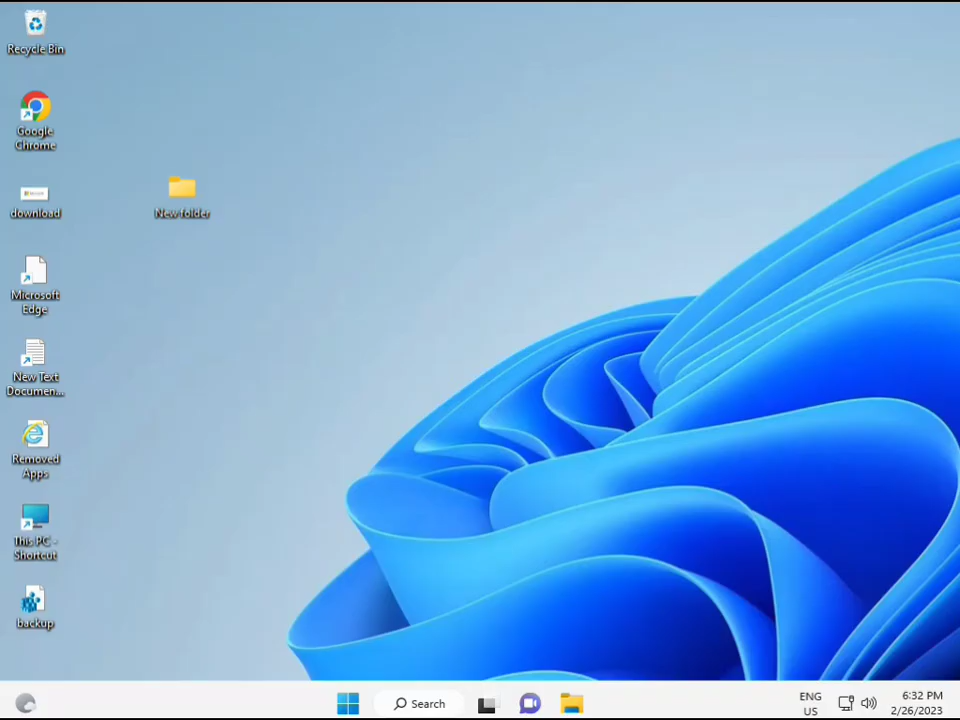 Recycle Bin
Google
Chrome
download
New folder
Microsoft
Edge
New Text
Documen...
Removed
Apps
This PC -
Shortcut
backup
Search
ENG
US
6:32 PM
2/26/2023